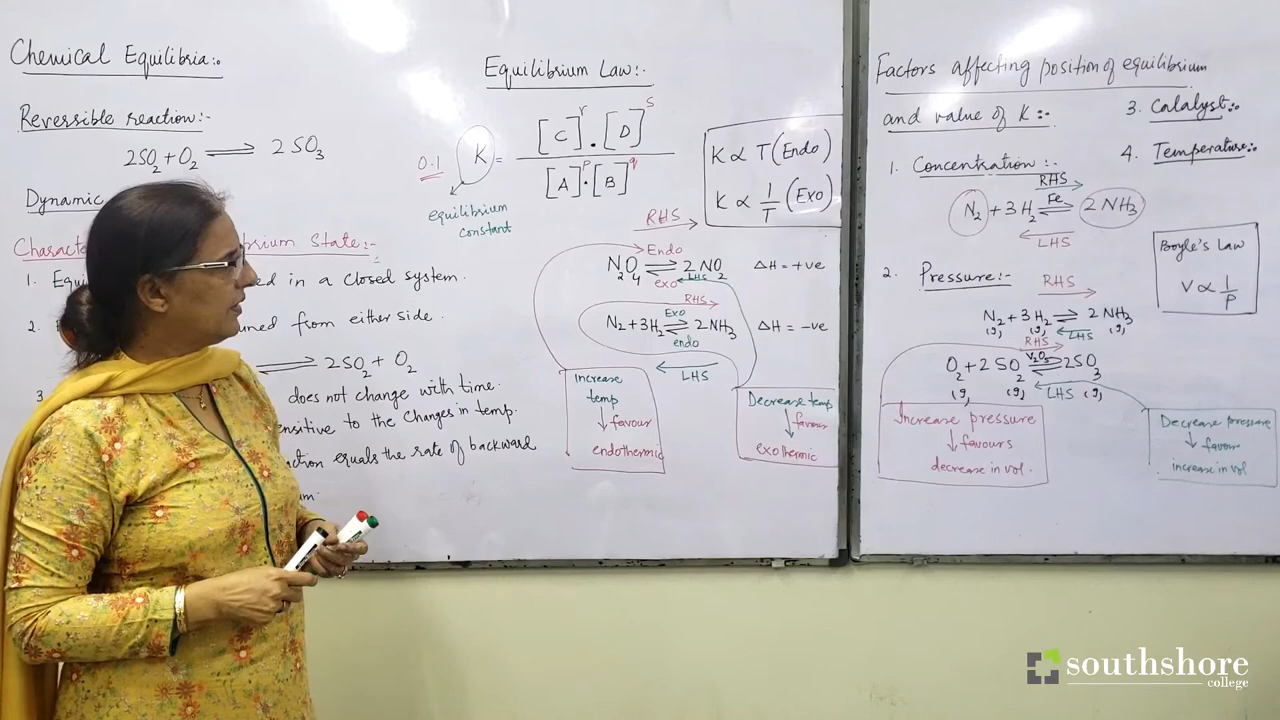 Chemical Equilibria:-
Reversible reaction:-
2SO2 + O2 ⇌ 2SO3
Dynamic
Characte brium State:-
1. Equ ed in a closed system.
2. ined from either side.
⇌ 2SO2 + O2
3 does not change with time.
ensitive to the changes in temp.
action equals the rate of backward
um.
Equilibrium Law:-
0.1 K = [C]^r . [D]^s / [A]^p . [B]^q
equilibrium
constant
K ∝ T (Endo)
K ∝ 1/T (Exo)
RHS
Endo
N2O4 ⇌ 2NO2 ΔH = +ve
exo LHS
RHS
Exo
N2 + 3H2 ⇌ 2NH3 ΔH = -ve
endo
LHS
Increase
temp
↓ favour
endothermic
Decrease temp
↓ favour
exothermic
Factors affecting position of equilibrium
and value of K:-
1. Concentration:-
RHS
Fe
N2 + 3H2 ⇌ 2NH3
LHS
2. Pressure:-
RHS
N2 + 3H2 ⇌ 2NH3
(g) (g) (g)
LHS
RHS
V2O5
O2 + 2SO2 ⇌ 2SO3
(g) (g) (g)
LHS
Increase pressure
↓ favours
decrease in vol.
3. Catalyst:-
4. Temperature:-
Boyle's Law
V ∝ 1/P
Decrease pressure
↓ favour
increase in vol
southshore
college